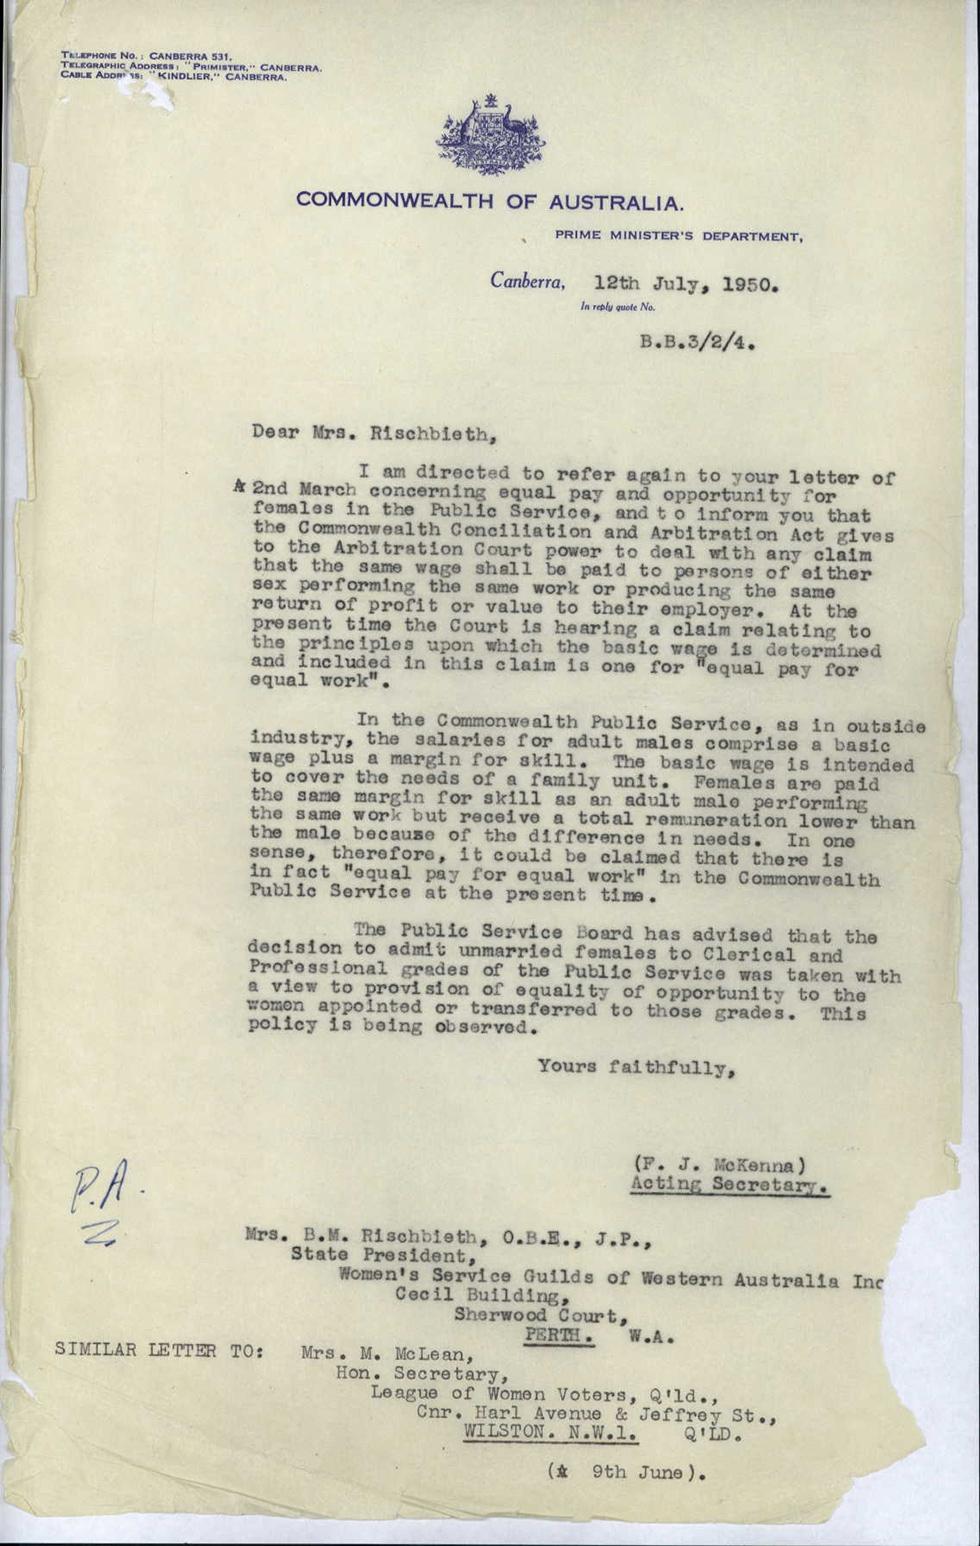 TELEPHONE NO.: CANBERRA 531.
TELEGRAPHIC ADDRESS: "PRIMISTER," CANBERRA.
CABLE ADDRESS: "KINDLIER," CANBERRA.
COMMONWEALTH OF AUSTRALIA.
PRIME MINISTER'S DEPARTMENT,
Canberra, 12th July, 1950.
In reply quote No.
B.B.3/2/4.
Dear Mrs. Rischbieth,
I am directed to refer again to your letter of
* 2nd March concerning equal pay and opportunity for
females in the Public Service, and t o inform you that
the Commonwealth Conciliation and Arbitration Act gives
to the Arbitration Court power to deal with any claim
that the same wage shall be paid to persons of either
sex performing the same work or producing the same
return of profit or value to their employer. At the
present time the Court is hearing a claim relating to
the principles upon which the basic wage is determined
and included in this claim is one for "equal pay for
equal work".
In the Commonwealth Public Service, as in outside
industry, the salaries for adult males comprise a basic
wage plus a margin for skill. The basic wage is intended
to cover the needs of a family unit. Females are paid
the same margin for skill as an adult male performing
the same work but receive a total remuneration lower than
the male because of the difference in needs. In one
sense, therefore, it could be claimed that there is
in fact "equal pay for equal work" in the Commonwealth
Public Service at the present time.
The Public Service Board has advised that the
decision to admit unmarried females to Clerical and
Professional grades of the Public Service was taken with
a view to provision of equality of opportunity to the
women appointed or transferred to those grades. This
policy is being observed.
Yours faithfully,
(F. J. McKenna)
Acting Secretary.
P.A.
Mrs. B.M. Rischbieth, O.B.E., J.P.,
State President,
Women's Service Guilds of Western Australia Inc
Cecil Building,
Sherwood Court,
PERTH. W.A.
SIMILAR LETTER TO: Mrs. M. McLean,
Hon. Secretary,
League of Women Voters, Q'ld.,
Cnr. Harl Avenue & Jeffrey St.,
WILSTON. N.W.1. Q'LD.
(* 9th June).